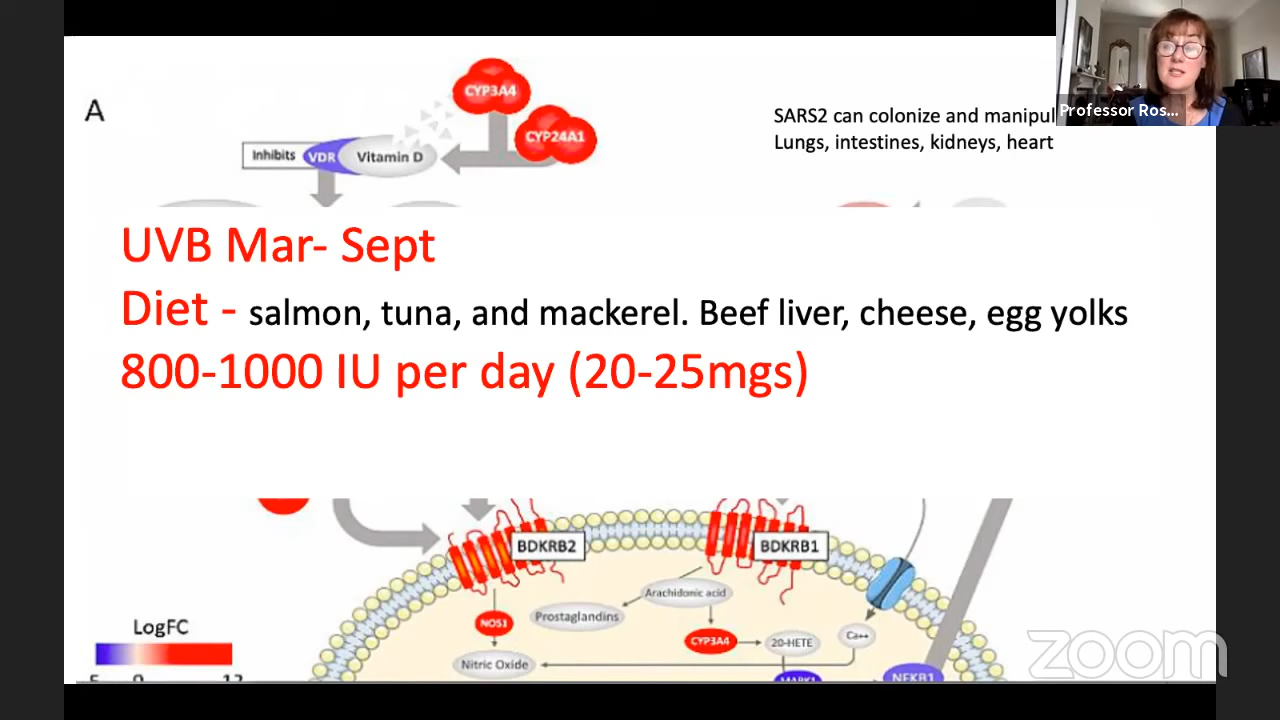 A
CYP3A4
CYP24A1
Inhibits VDR Vitamin D
SARS2 can colonize and manipul
Lungs, intestines, kidneys, heart
Professor Ros...
UVB Mar- Sept
Diet - salmon, tuna, and mackerel. Beef liver, cheese, egg yolks
800-1000 IU per day (20-25mgs)
BDKRB2
BDKRB1
Arachidonic acid
Prostaglandins
NOS1
CYP3A4
20-HETE
Ca++
Nitric Oxide
MAPK1
NFKB1
LogFC
zoom